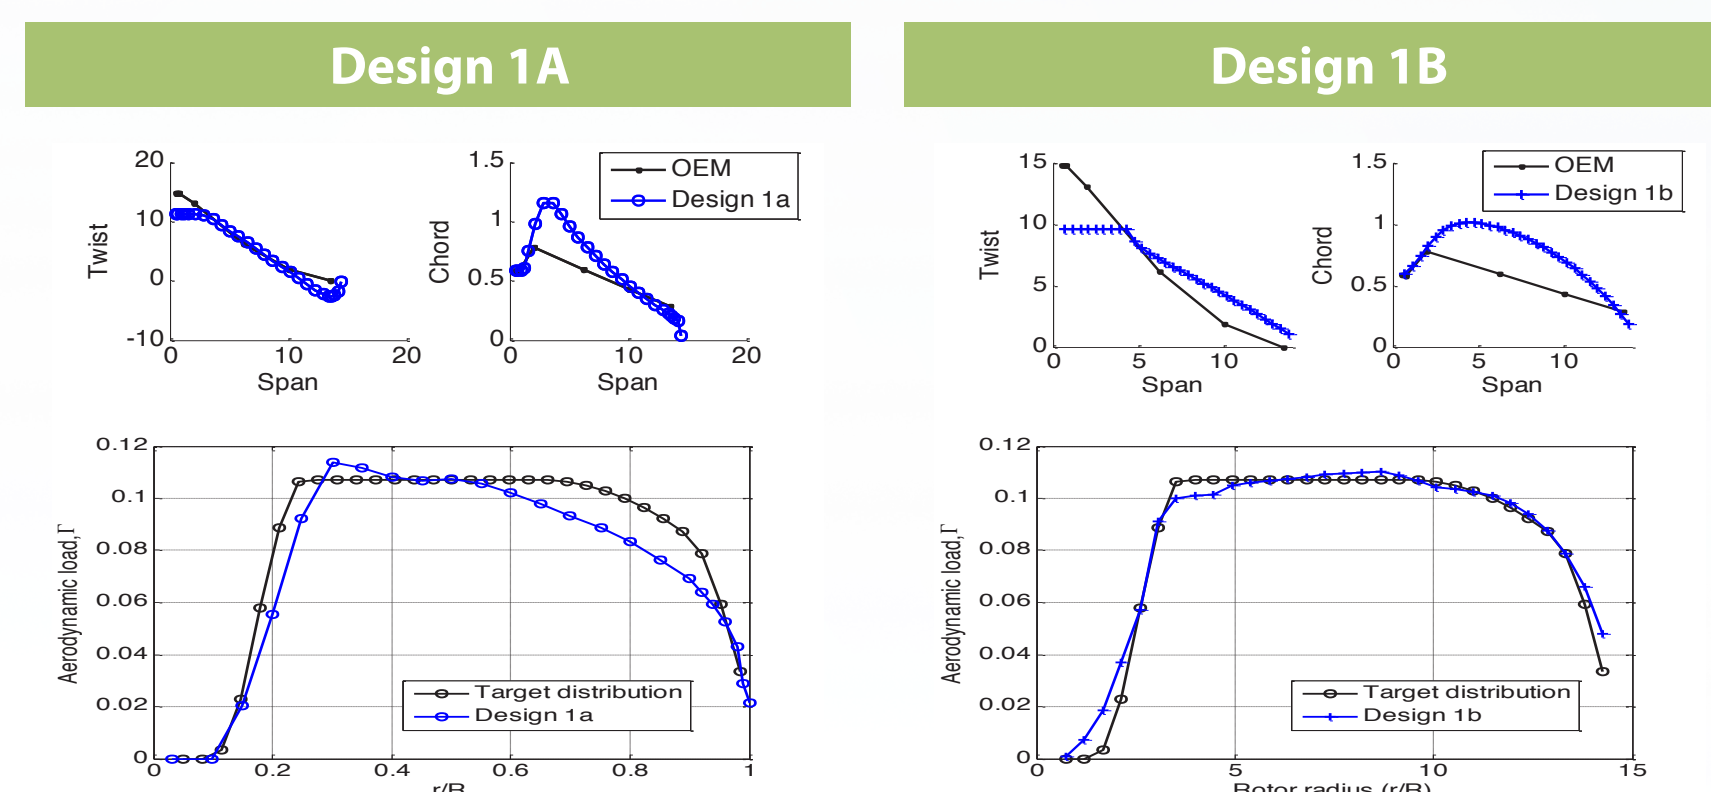 Design 1A
Design 1B
20
10
0
-10
0
10
20
Twist
Span
1.5
1
0.5
0
0
10
20
Chord
Span
OEM
Design 1a
15
10
5
0
0
5
10
Twist
Span
1.5
1
0.5
0
0
5
10
Chord
Span
OEM
Design 1b
0.12
0.1
0.08
0.06
0.04
0.02
0
0
0.2
0.4
0.6
0.8
1
Aerodynamic load,Γ
r/R
Target distribution
Design 1a
0.12
0.1
0.08
0.06
0.04
0.02
0
0
5
10
15
Aerodynamic load,Γ
Rotor radius (r/R)
Target distribution
Design 1b